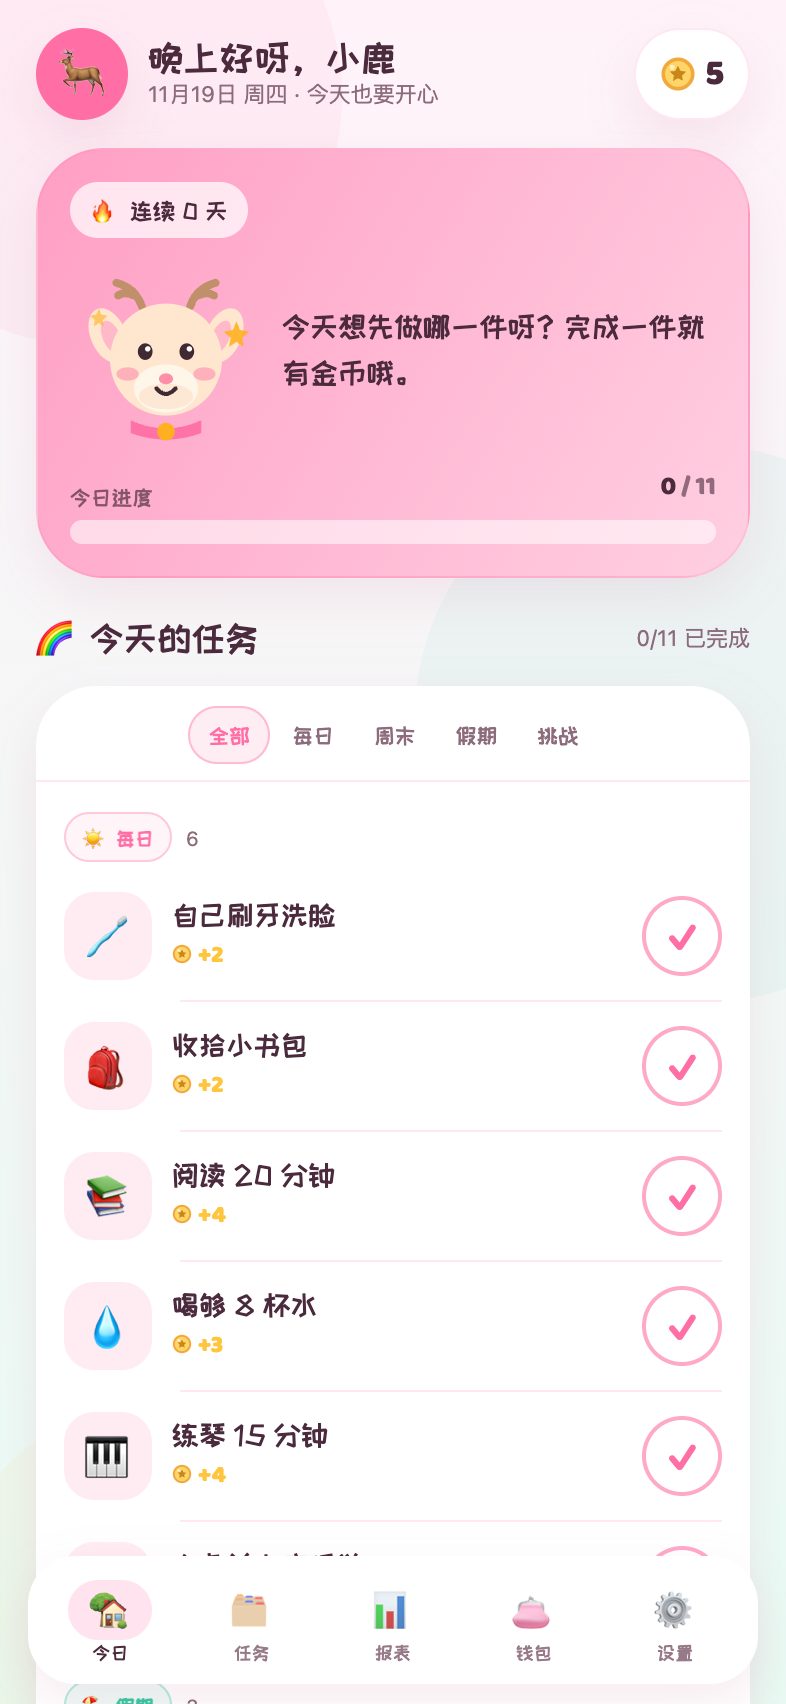 晚上好呀，小鹿
11月19日 周四 · 今天也要开心
5
连续 0 天
今天想先做哪一件呀？完成一件就
有金币哦。
今日进度
0/11
今天的任务
0/11 已完成
全部 每日 周末 假期 挑战
每日 6
自己刷牙洗脸
+2
收拾小书包
+2
阅读 20 分钟
+4
喝够 8 杯水
+3
练琴 15 分钟
+4
今日 任务 报表 钱包 设置
假期